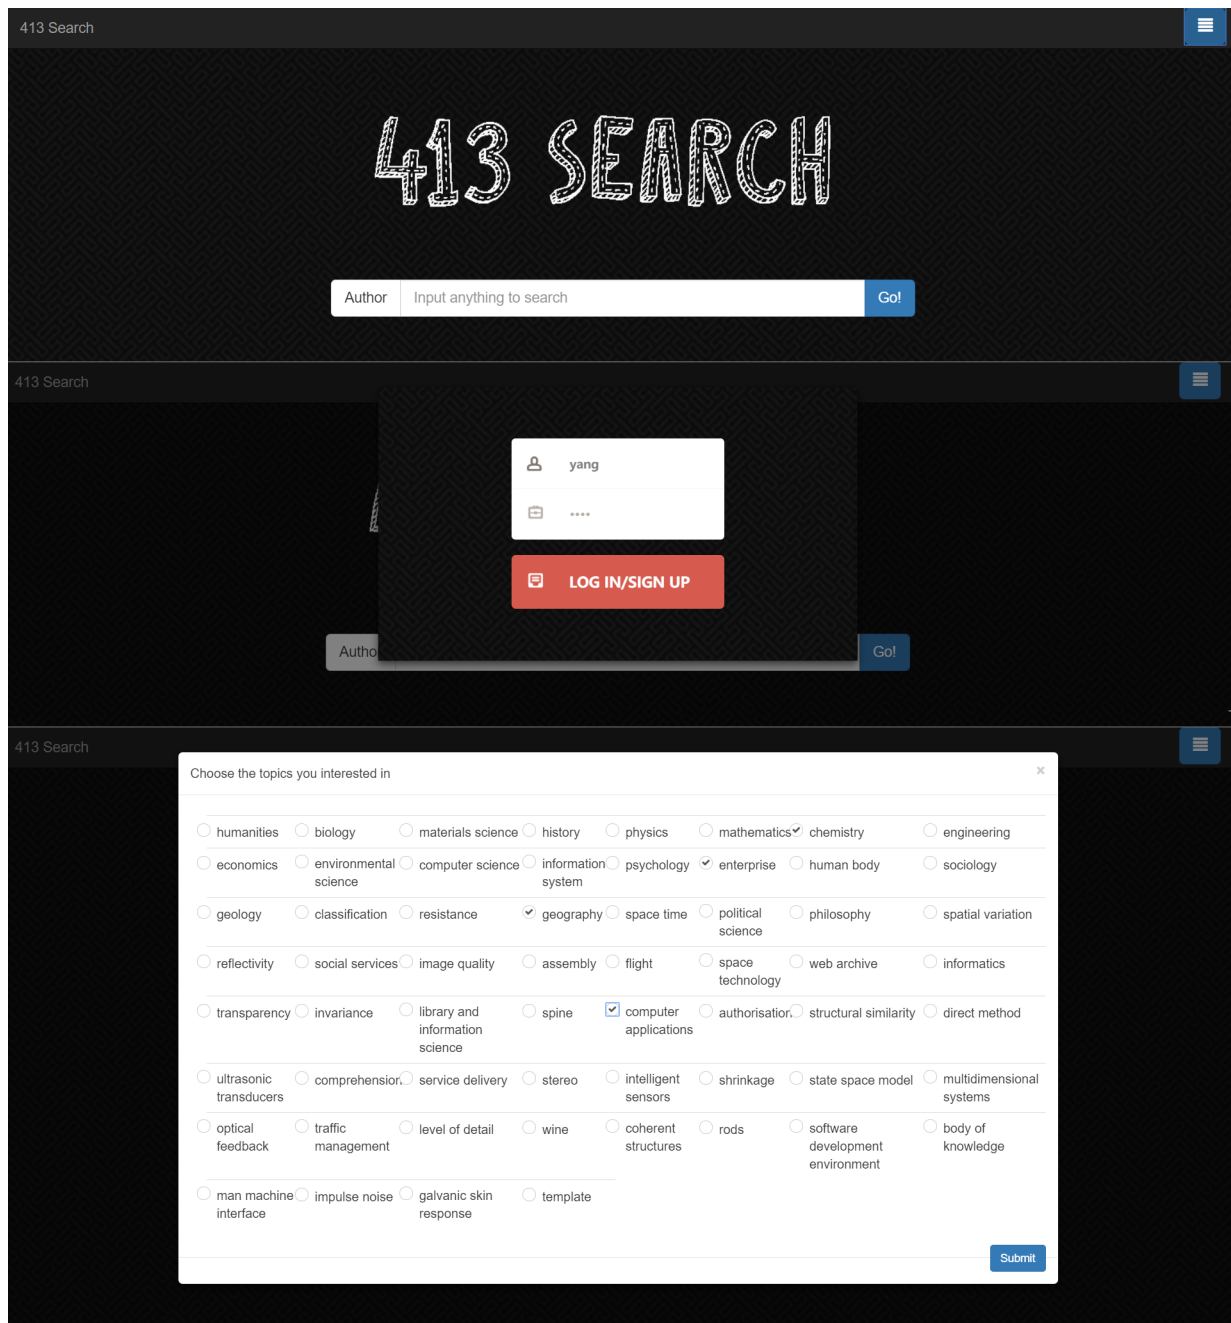 413 Search
413 SEARCH
Author Input anything to search Go!
413 Search
yang
••••
LOG IN/SIGN UP
Autho Go!
413 Search
Choose the topics you interested in ×
humanities biology materials science history physics mathematics chemistry engineering
economics environmental science computer science information system psychology enterprise human body sociology
geology classification resistance geography space time political science philosophy spatial variation
reflectivity social services image quality assembly flight space technology web archive informatics
transparency invariance library and information science spine computer applications authorisation structural similarity direct method
ultrasonic transducers comprehension service delivery stereo intelligent sensors shrinkage state space model multidimensional systems
optical feedback traffic management level of detail wine coherent structures rods software development environment body of knowledge
man machine interface impulse noise galvanic skin response template
Submit